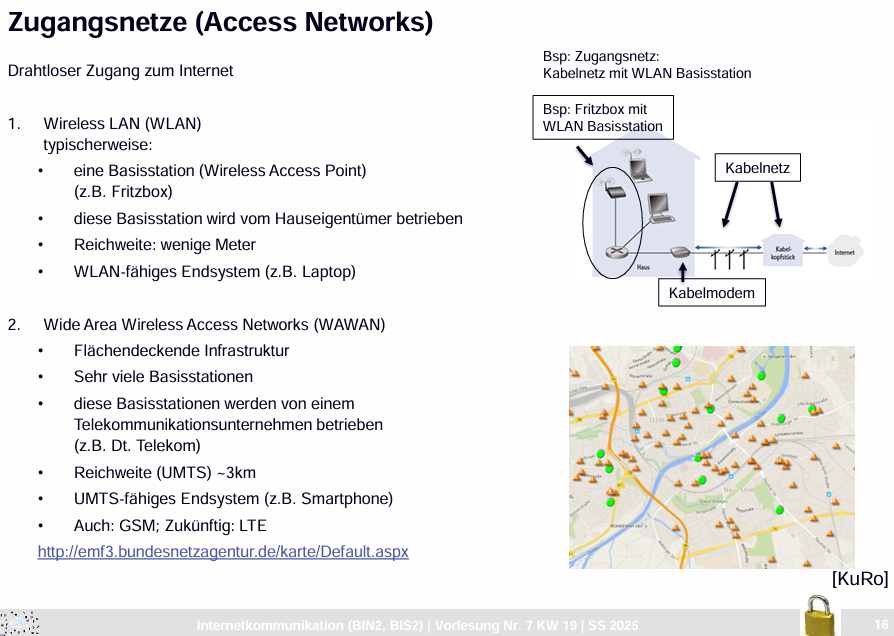 Zugangsnetze (Access Networks)
Drahtloser Zugang zum Internet
1. Wireless LAN (WLAN)
typischerweise:
• eine Basisstation (Wireless Access Point)
(z.B. Fritzbox)
• diese Basisstation wird vom Hauseigentümer betrieben
• Reichweite: wenige Meter
• WLAN-fähiges Endsystem (z.B. Laptop)
2. Wide Area Wireless Access Networks (WAWAN)
• Flächendeckende Infrastruktur
• Sehr viele Basisstationen
• diese Basisstationen werden von einem
Telekommunikationsunternehmen betrieben
(z.B. Dt. Telekom)
• Reichweite (UMTS) ~3km
• UMTS-fähiges Endsystem (z.B. Smartphone)
• Auch: GSM; Zukünftig: LTE
http://emf3.bundesnetzagentur.de/karte/Default.aspx
Bsp: Zugangsnetz:
Kabelnetz mit WLAN Basisstation
Bsp: Fritzbox mit
WLAN Basisstation
Kabelnetz
Kabel-
kopfstück
Internet
Haus
Kabelmodem
Ulm
Neu-Ulm
[KuRo]
Internetkommunikation (BIN2, BIS2) | Vorlesung Nr. 7 KW 19 | SS 2025
16